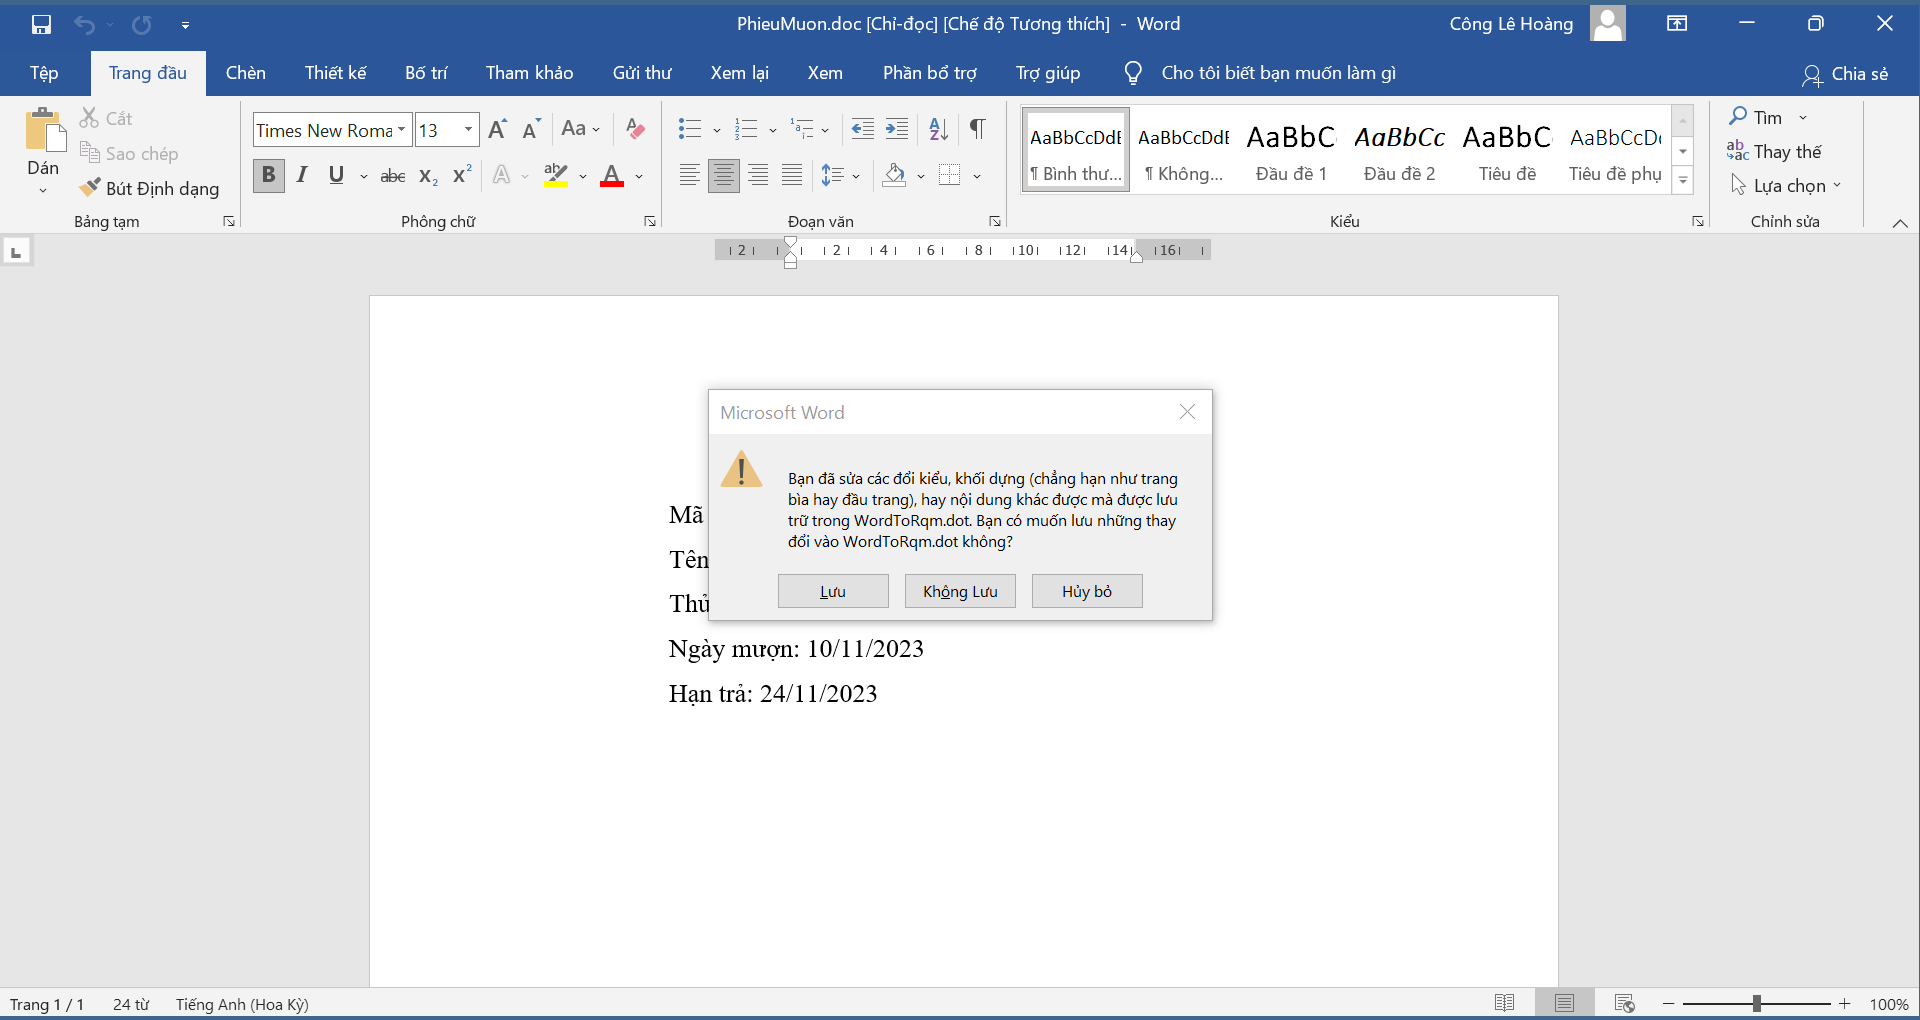 PhieuMuon.doc [Chỉ-đọc] [Chế độ Tương thích] - Word
Công Lê Hoàng
Tệp
Trang đầu
Chèn
Thiết kế
Bố trí
Tham khảo
Gửi thư
Xem lại
Xem
Phần bổ trợ
Trợ giúp
Cho tôi biết bạn muốn làm gì
Chia sẻ
Dán
Cắt
Sao chép
Bút Định dạng
Bảng tạm
Times New Roma
13
Aa
B I U abc X₂ X² A ab A
Phông chữ
Đoạn văn
AaBbCcDdE
¶ Bình thư...
AaBbCcDdE
¶ Không...
AaBbC
Đầu đề 1
AaBbCc
Đầu đề 2
AaBbC
Tiêu đề
AaBbCcD
Tiêu đề phụ
Kiểu
Tìm
Thay thế
Lựa chọn
Chỉnh sửa
2 2 4 6 8 10 12 14 16
Microsoft Word
Bạn đã sửa các đổi kiểu, khối dựng (chẳng hạn như trang
bìa hay đầu trang), hay nội dung khác được mà được lưu
trữ trong WordToRqm.dot. Bạn có muốn lưu những thay
đổi vào WordToRqm.dot không?
Lưu
Không Lưu
Hủy bỏ
Mã
Tên
Thủ
Ngày mượn: 10/11/2023
Hạn trả: 24/11/2023
Trang 1 / 1
24 từ
Tiếng Anh (Hoa Kỳ)
100%